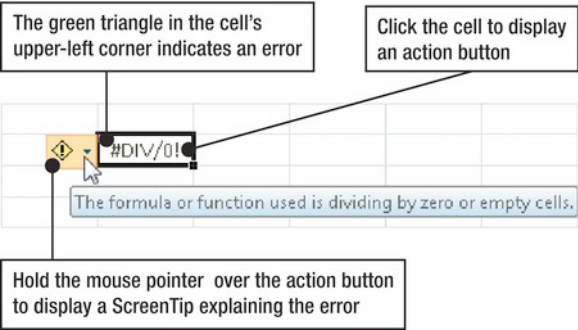 The green triangle in the cell's
upper-left corner indicates an error
Click the cell to display
an action button
#DIV/0!
The formula or function used is dividing by zero or empty cells.
Hold the mouse pointer over the action button
to display a ScreenTip explaining the error